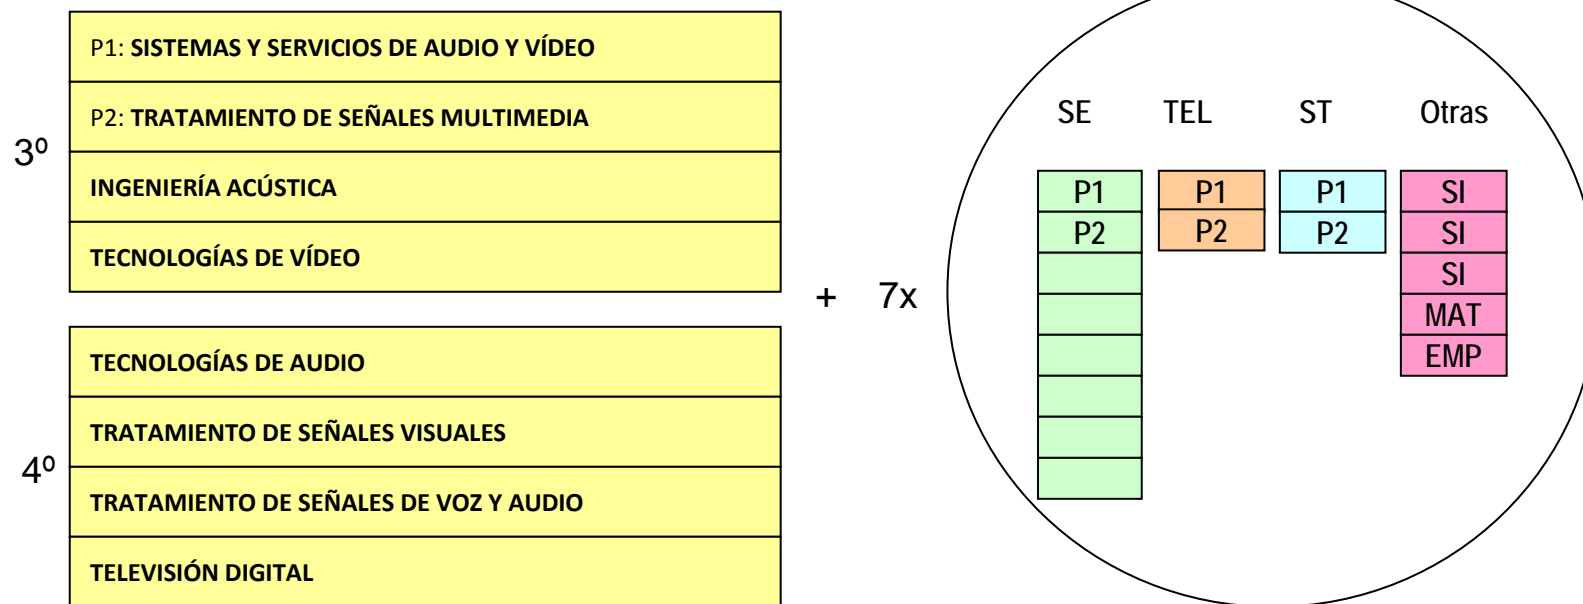 3º
P1: SISTEMAS Y SERVICIOS DE AUDIO Y VÍDEO
P2: TRATAMIENTO DE SEÑALES MULTIMEDIA
INGENIERÍA ACÚSTICA
TECNOLOGÍAS DE VÍDEO
4º
TECNOLOGÍAS DE AUDIO
TRATAMIENTO DE SEÑALES VISUALES
TRATAMIENTO DE SEÑALES DE VOZ Y AUDIO
TELEVISIÓN DIGITAL
+ 7x
SE TEL ST Otras
P1 P1 P1 SI
P2 P2 P2 SI
SI
MAT
EMP